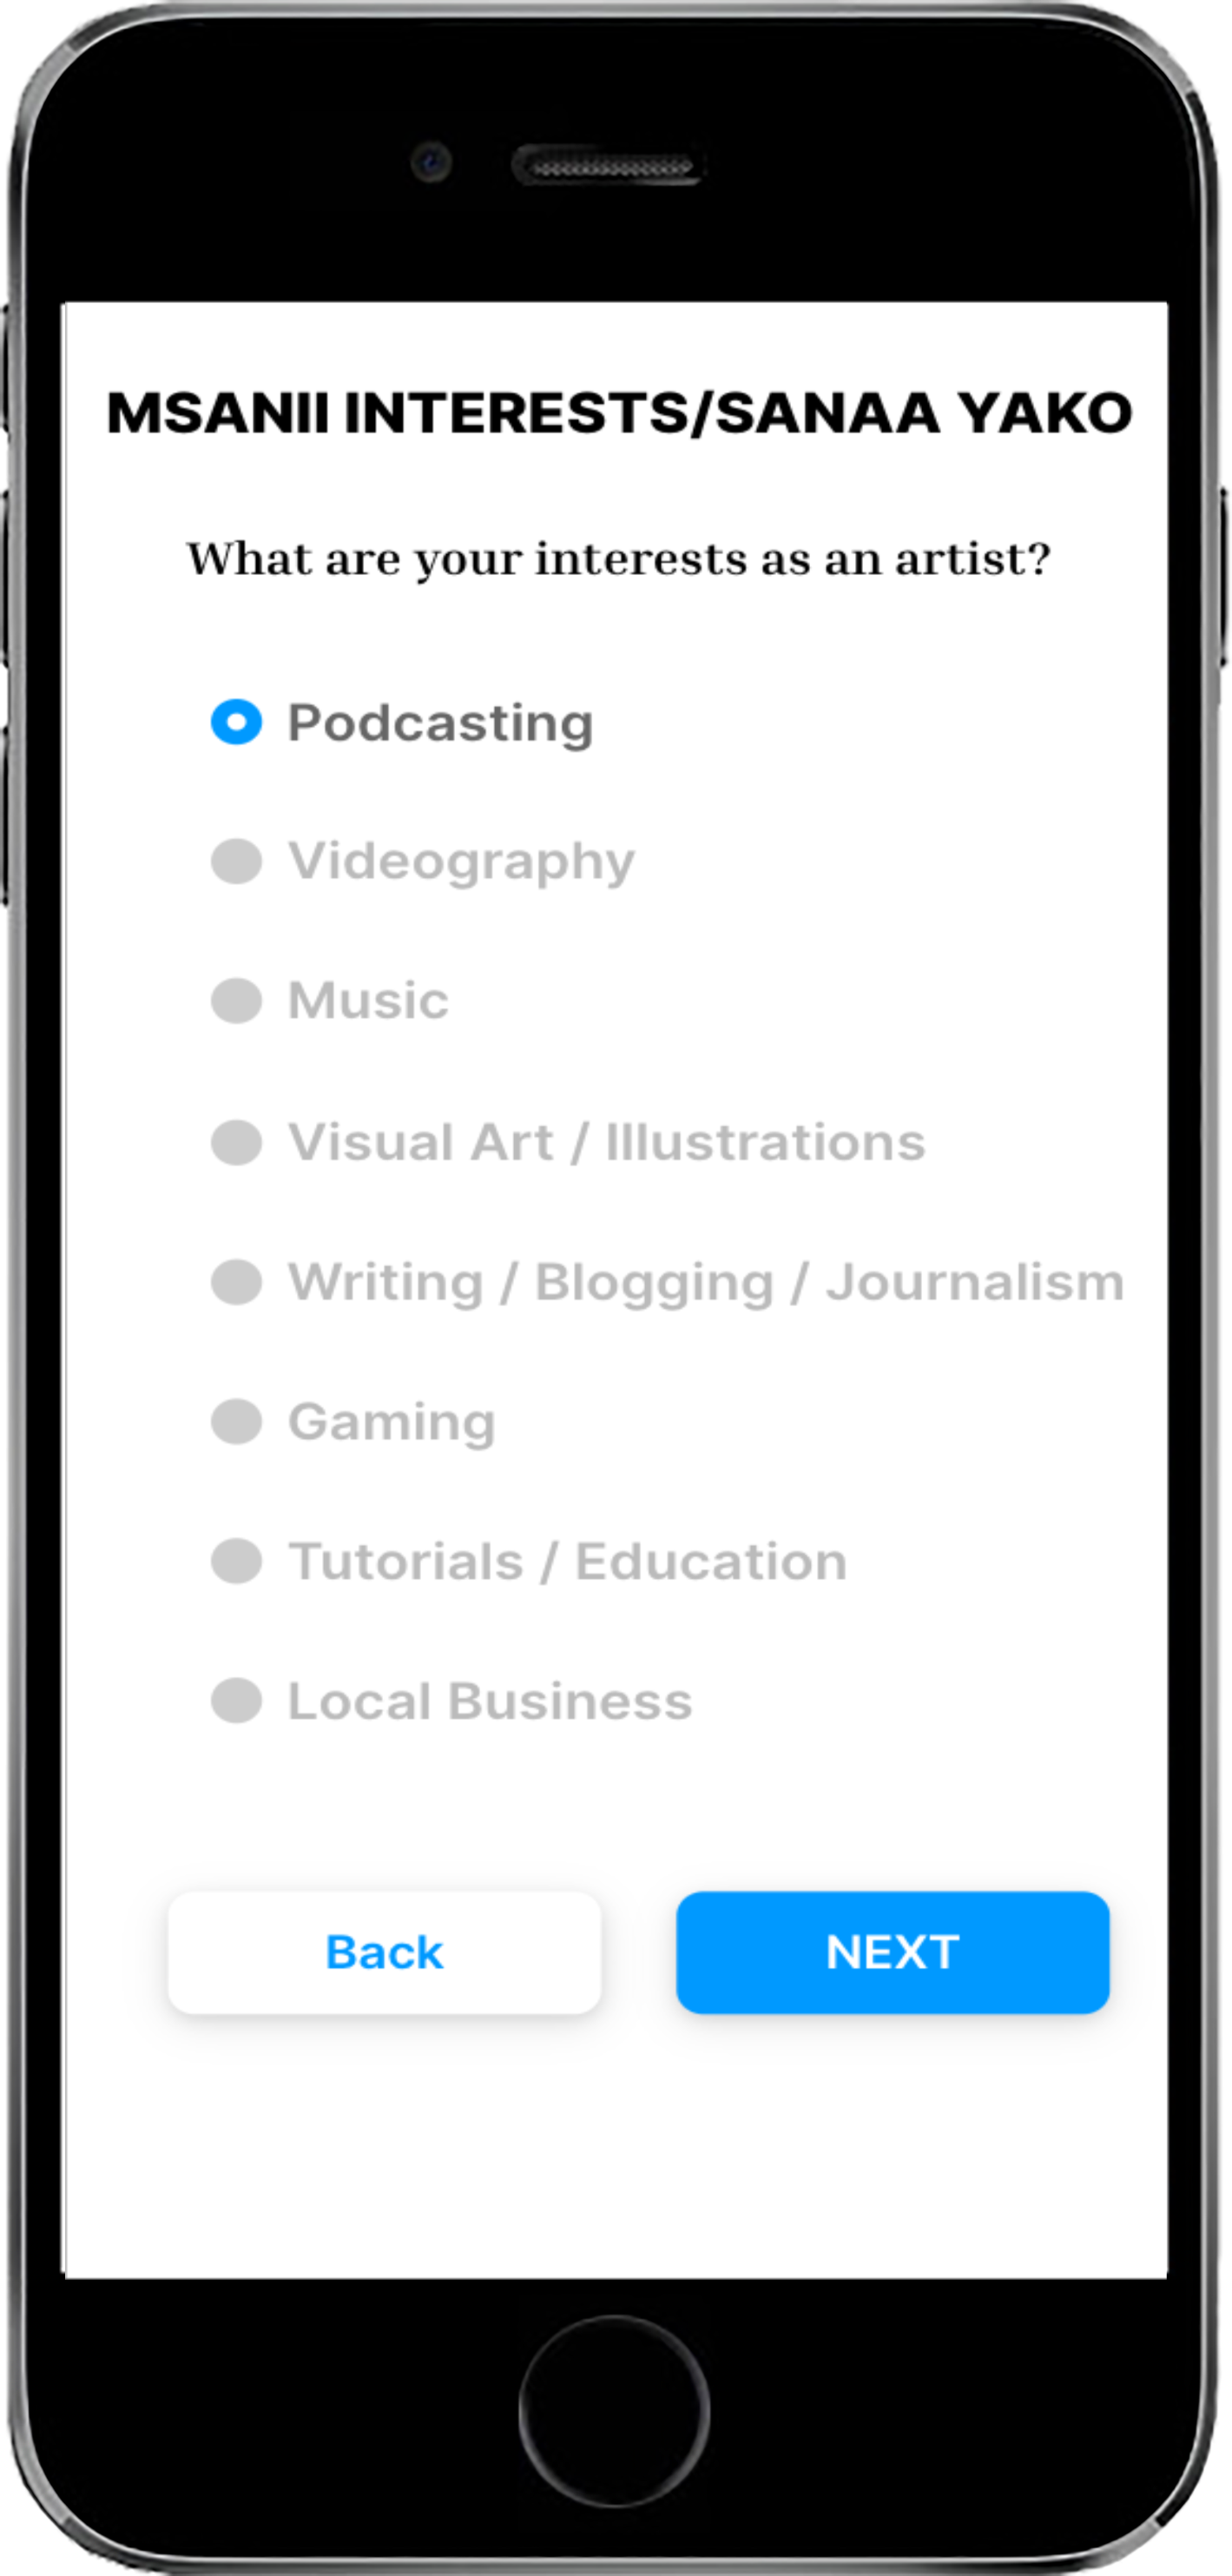 MSANII INTERESTS/SANAA YAKO
What are your interests as an artist?
Podcasting
Videography
Music
Visual Art / Illustrations
Writing / Blogging / Journalism
Gaming
Tutorials / Education
Local Business
Back
NEXT